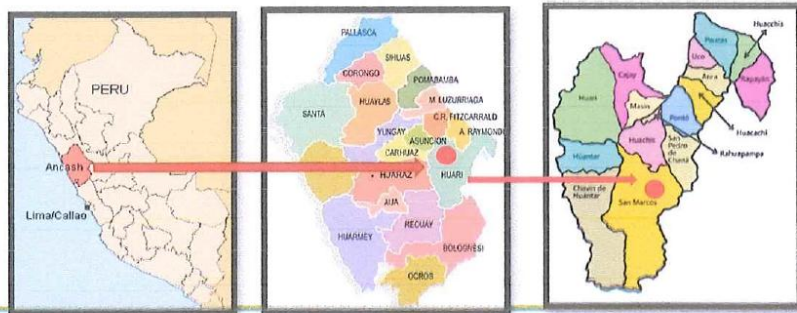 PERU
Ancash
Lima/Callao
PALLASCA
SIHUAS
CORONGO
POMABAMBA
HUAYLAS
M. LUZURRIAGA
SANTA
C.R. FITZCARRALD
YUNGAY
A. RAYMONDI
ASUNCION
CARHUAZ
HUARAZ
HUARI
AIJA
RECUAY
HUARMEY
BOLOGNESI
OCROS
Huacchis
Paucas
Uco
Rapayán
Anra
Huari
Cajay
Masin
Pontó
Huacachi
Huachis
San Pedro de Chaná
Rahuapampa
Huántar
Chavín de Huántar
San Marcos